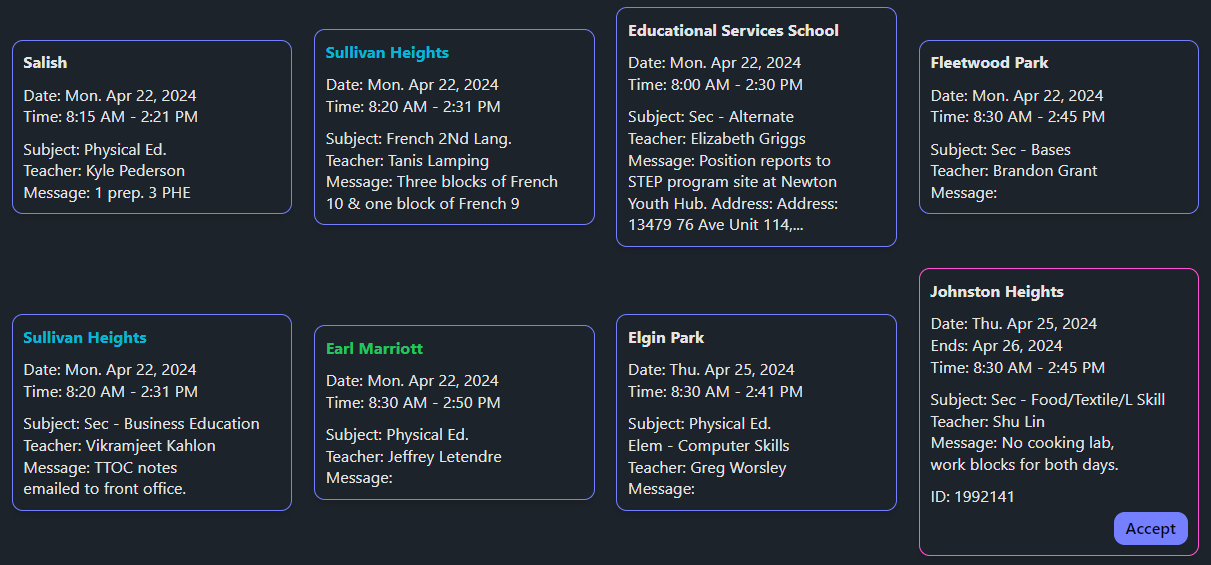 Salish
Date: Mon. Apr 22, 2024
Time: 8:15 AM - 2:21 PM
Subject: Physical Ed.
Teacher: Kyle Pederson
Message: 1 prep. 3 PHE
Sullivan Heights
Date: Mon. Apr 22, 2024
Time: 8:20 AM - 2:31 PM
Subject: French 2Nd Lang.
Teacher: Tanis Lamping
Message: Three blocks of French
10 & one block of French 9
Educational Services School
Date: Mon. Apr 22, 2024
Time: 8:00 AM - 2:30 PM
Subject: Sec - Alternate
Teacher: Elizabeth Griggs
Message: Position reports to
STEP program site at Newton
Youth Hub. Address: Address:
13479 76 Ave Unit 114,...
Fleetwood Park
Date: Mon. Apr 22, 2024
Time: 8:30 AM - 2:45 PM
Subject: Sec - Bases
Teacher: Brandon Grant
Message:
Sullivan Heights
Date: Mon. Apr 22, 2024
Time: 8:20 AM - 2:31 PM
Subject: Sec - Business Education
Teacher: Vikramjeet Kahlon
Message: TTOC notes
emailed to front office.
Earl Marriott
Date: Mon. Apr 22, 2024
Time: 8:30 AM - 2:50 PM
Subject: Physical Ed.
Teacher: Jeffrey Letendre
Message:
Elgin Park
Date: Thu. Apr 25, 2024
Time: 8:30 AM - 2:41 PM
Subject: Physical Ed.
Elem - Computer Skills
Teacher: Greg Worsley
Message:
Johnston Heights
Date: Thu. Apr 25, 2024
Ends: Apr 26, 2024
Time: 8:30 AM - 2:45 PM
Subject: Sec - Food/Textile/L Skill
Teacher: Shu Lin
Message: No cooking lab,
work blocks for both days.
ID: 1992141
Accept